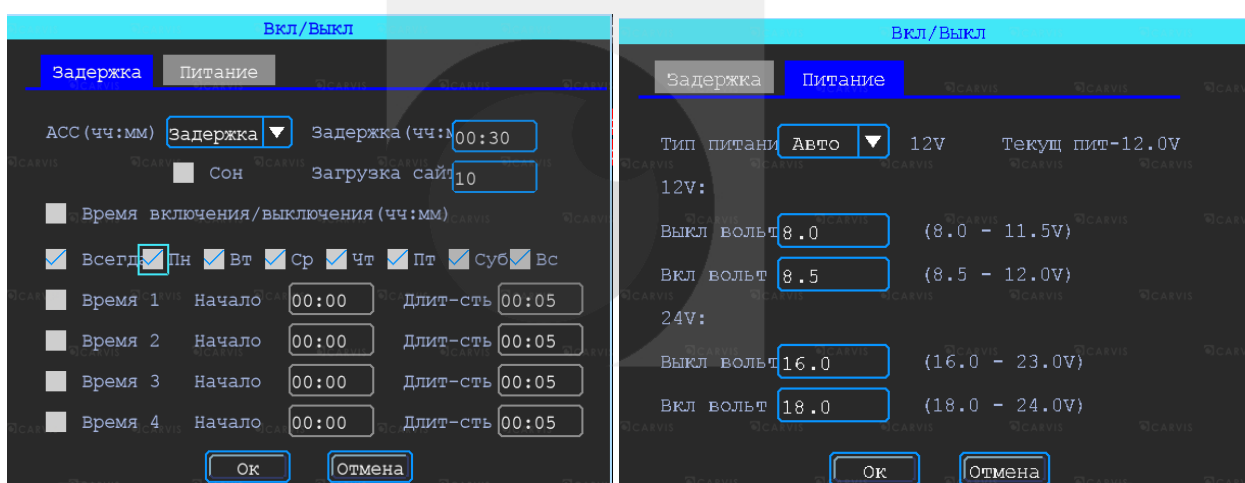 Вкл/Выкл
Задержка Питание
ACC(чч:мм) Задержка Задержка(чч:м 00:30
Сон Загрузка сайт 10
Время включения/выключения(чч:мм)
Всегда Пн Вт Ср Чт Пт Суб Вс
Время 1 Начало 00:00 Длит-сть 00:05
Время 2 Начало 00:00 Длит-сть 00:05
Время 3 Начало 00:00 Длит-сть 00:05
Время 4 Начало 00:00 Длит-сть 00:05
Ок Отмена
Вкл/Выкл
Задержка Питание
Тип питани Авто 12V Текущ пит-12.0V
12V:
Выкл вольт 8.0 (8.0 - 11.5V)
Вкл вольт 8.5 (8.5 - 12.0V)
24V:
Выкл вольт 16.0 (16.0 - 23.0V)
Вкл вольт 18.0 (18.0 - 24.0V)
Ок Отмена
CARVIS